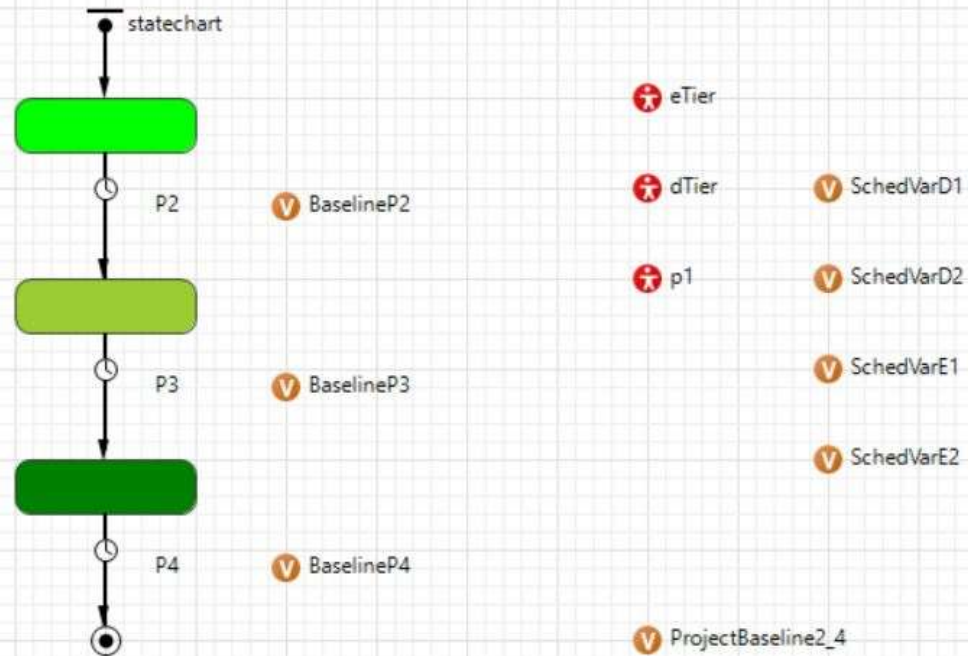 statechart
eTier
dTier
SchedVarD1
P2
BaselineP2
p1
SchedVarD2
SchedVarE1
P3
BaselineP3
SchedVarE2
P4
BaselineP4
ProjectBaseline2_4